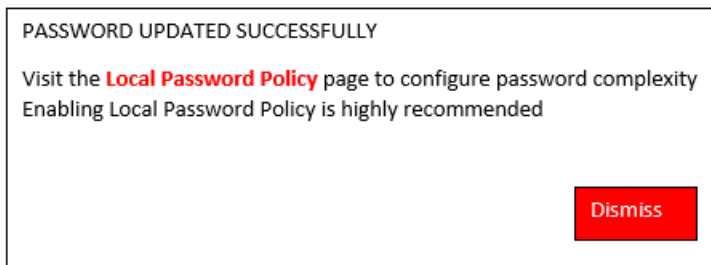 PASSWORD UPDATED SUCCESSFULLY
Visit the Local Password Policy page to configure password complexity
Enabling Local Password Policy is highly recommended
Dismiss